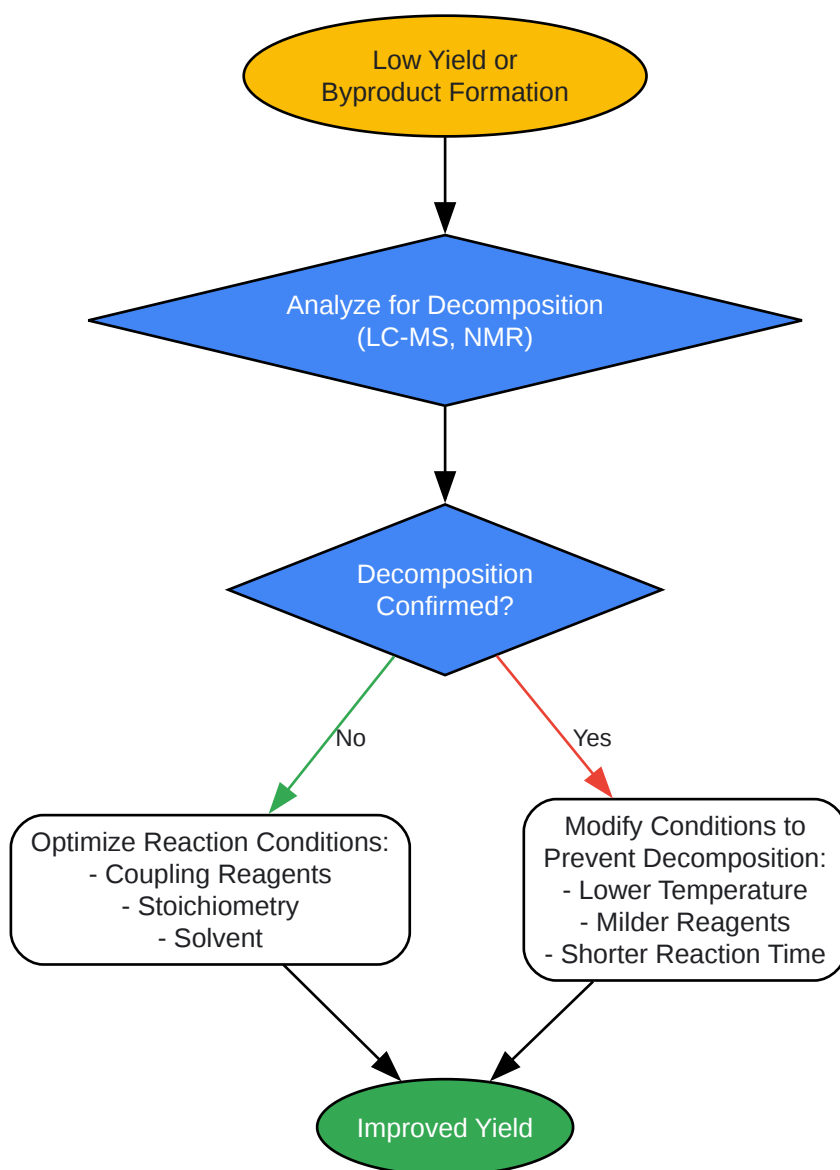 Low Yield or
Byproduct Formation
Analyze for Decomposition
(LC-MS, NMR)
Decomposition
Confirmed?
No
Yes
Optimize Reaction Conditions:
- Coupling Reagents
- Stoichiometry
- Solvent
Modify Conditions to
Prevent Decomposition:
- Lower Temperature
- Milder Reagents
- Shorter Reaction Time
Improved Yield